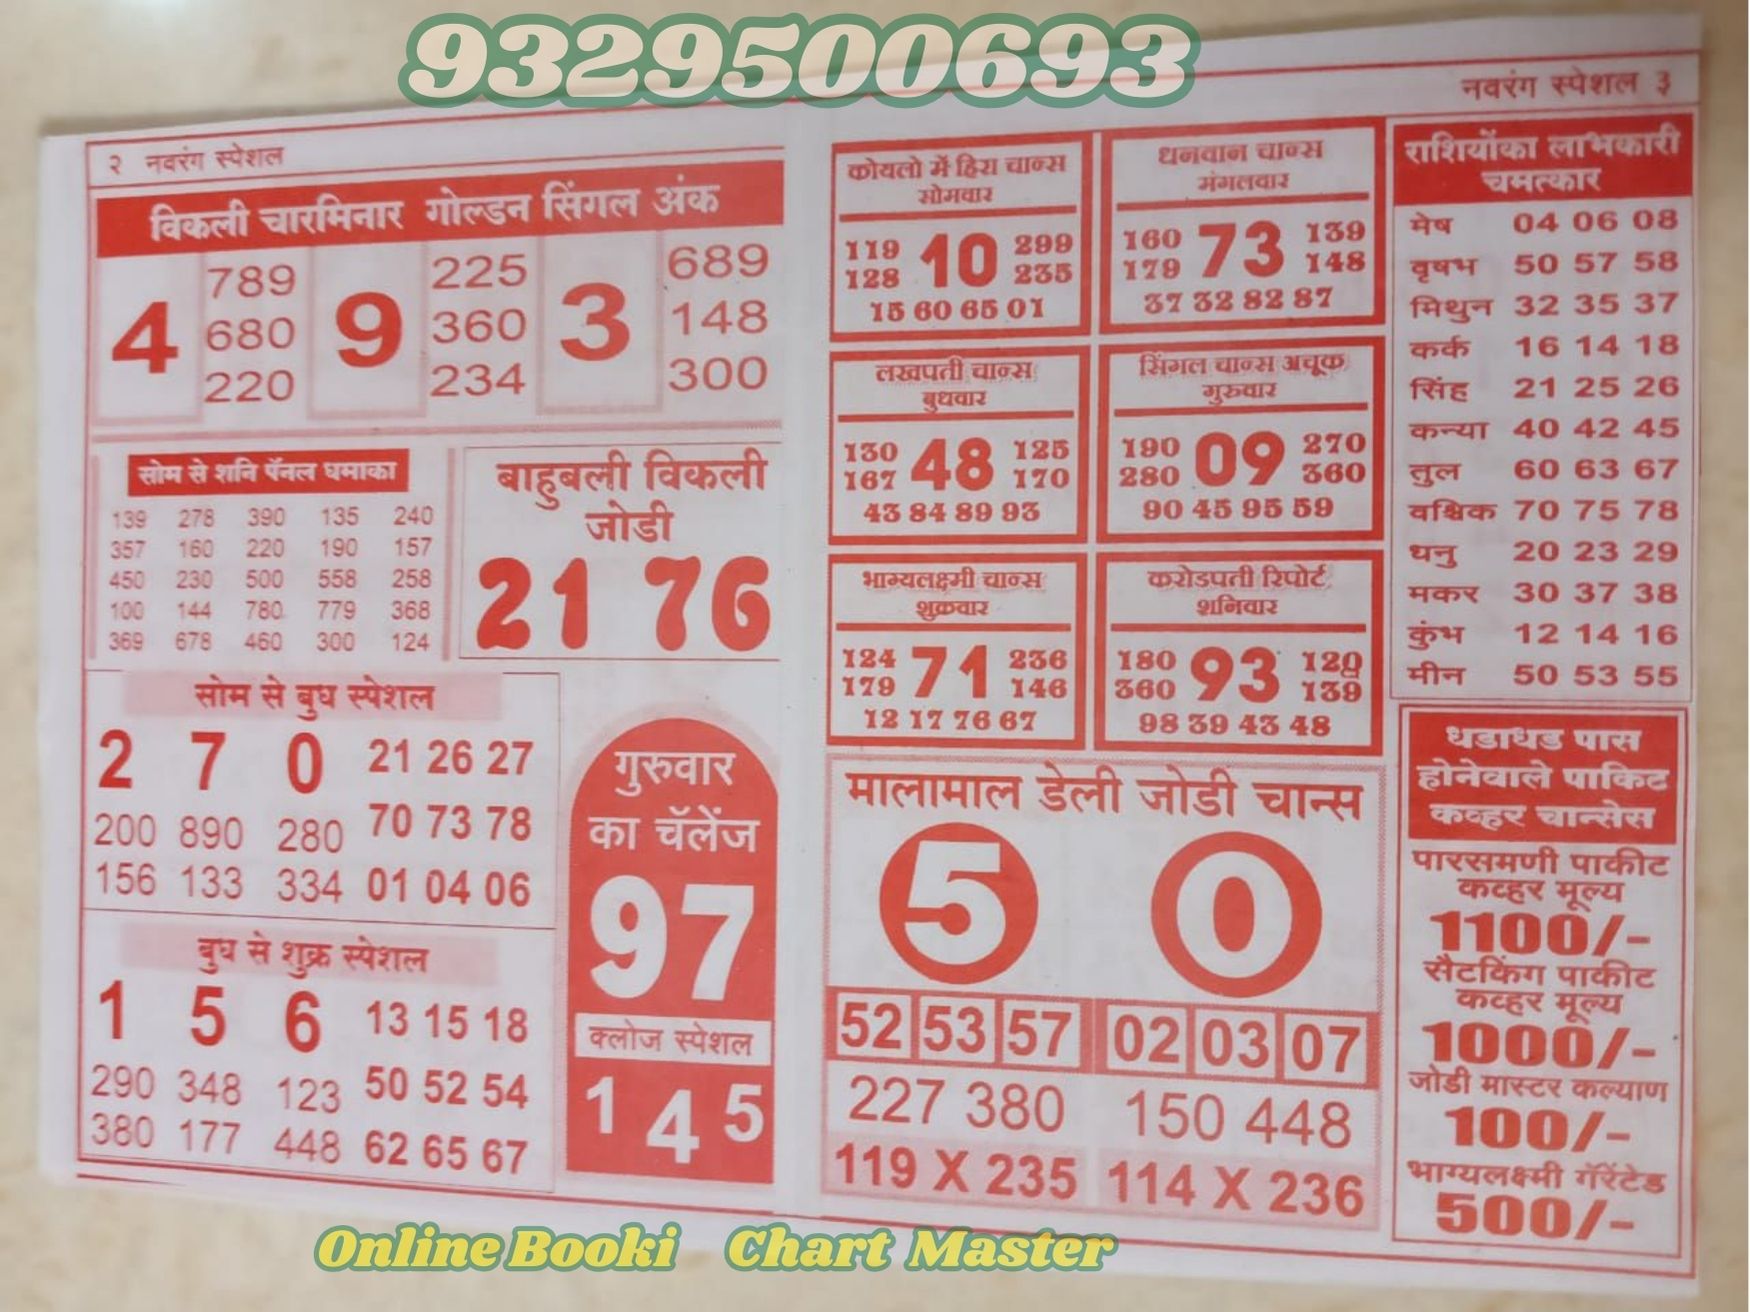 9329500693
२ नवरंग स्पेशल
विकली चारमिनार गोल्डन सिंगल अंक
4 9 3
789 225 689
680 360 148
220 234 300
सोम से शनि पॅनल धमाका
139 278 390 135 240
357 160 220 190 157
450 230 500 558 258
100 144 780 779 368
369 678 460 300 124
बाहुबली विकली
जोडी
21 76
सोम से बुध स्पेशल
2 7 0 21 26 27
200 890 280 70 73 78
156 133 334 01 04 06
बुध से शुक्र स्पेशल
1 5 6 13 15 18
290 348 123 50 52 54
380 177 448 62 65 67
गुरुवार
का चॅलेंज
97
क्लोज स्पेशल
1 4 5
नवरंग स्पेशल ३
कोयलो में हिरा चान्स
सोमवार
119 10 299
128 235
15 60 65 01
धनवान चान्स
मंगलवार
160 73 139
179 148
37 32 82 87
लखपती चान्स
बुधवार
130 48 125
167 170
43 84 89 93
सिंगल चान्स अचूक
गुरुवार
190 09 270
280 360
90 45 95 59
भाग्यलक्ष्मी चान्स
शुक्रवार
124 71 236
179 146
12 17 76 67
करोडपती रिपोर्ट
शनिवार
180 93 120
360 139
98 39 43 48
मालामाल डेली जोडी चान्स
5 0
52 53 57 02 03 07
227 380 150 448
119 X 235 114 X 236
राशियोंका लाभकारी
चमत्कार
मेष 04 06 08
वृषभ 50 57 58
मिथुन 32 35 37
कर्क 16 14 18
सिंह 21 25 26
कन्या 40 42 45
तुल 60 63 67
वश्चिक 70 75 78
धनु 20 23 29
मकर 30 37 38
कुंभ 12 14 16
मीन 50 53 55
धडाधड पास
होनेवाले पाकिट
कव्हर चान्सेस
पारसमणी पाकीट
कव्हर मूल्य
1100/-
सैटकिंग पाकीट
कव्हर मूल्य
1000/-
जोडी मास्टर कल्याण
100/-
भाग्यलक्ष्मी गॅरेंटेड
500/-
Online Booki Chart Master